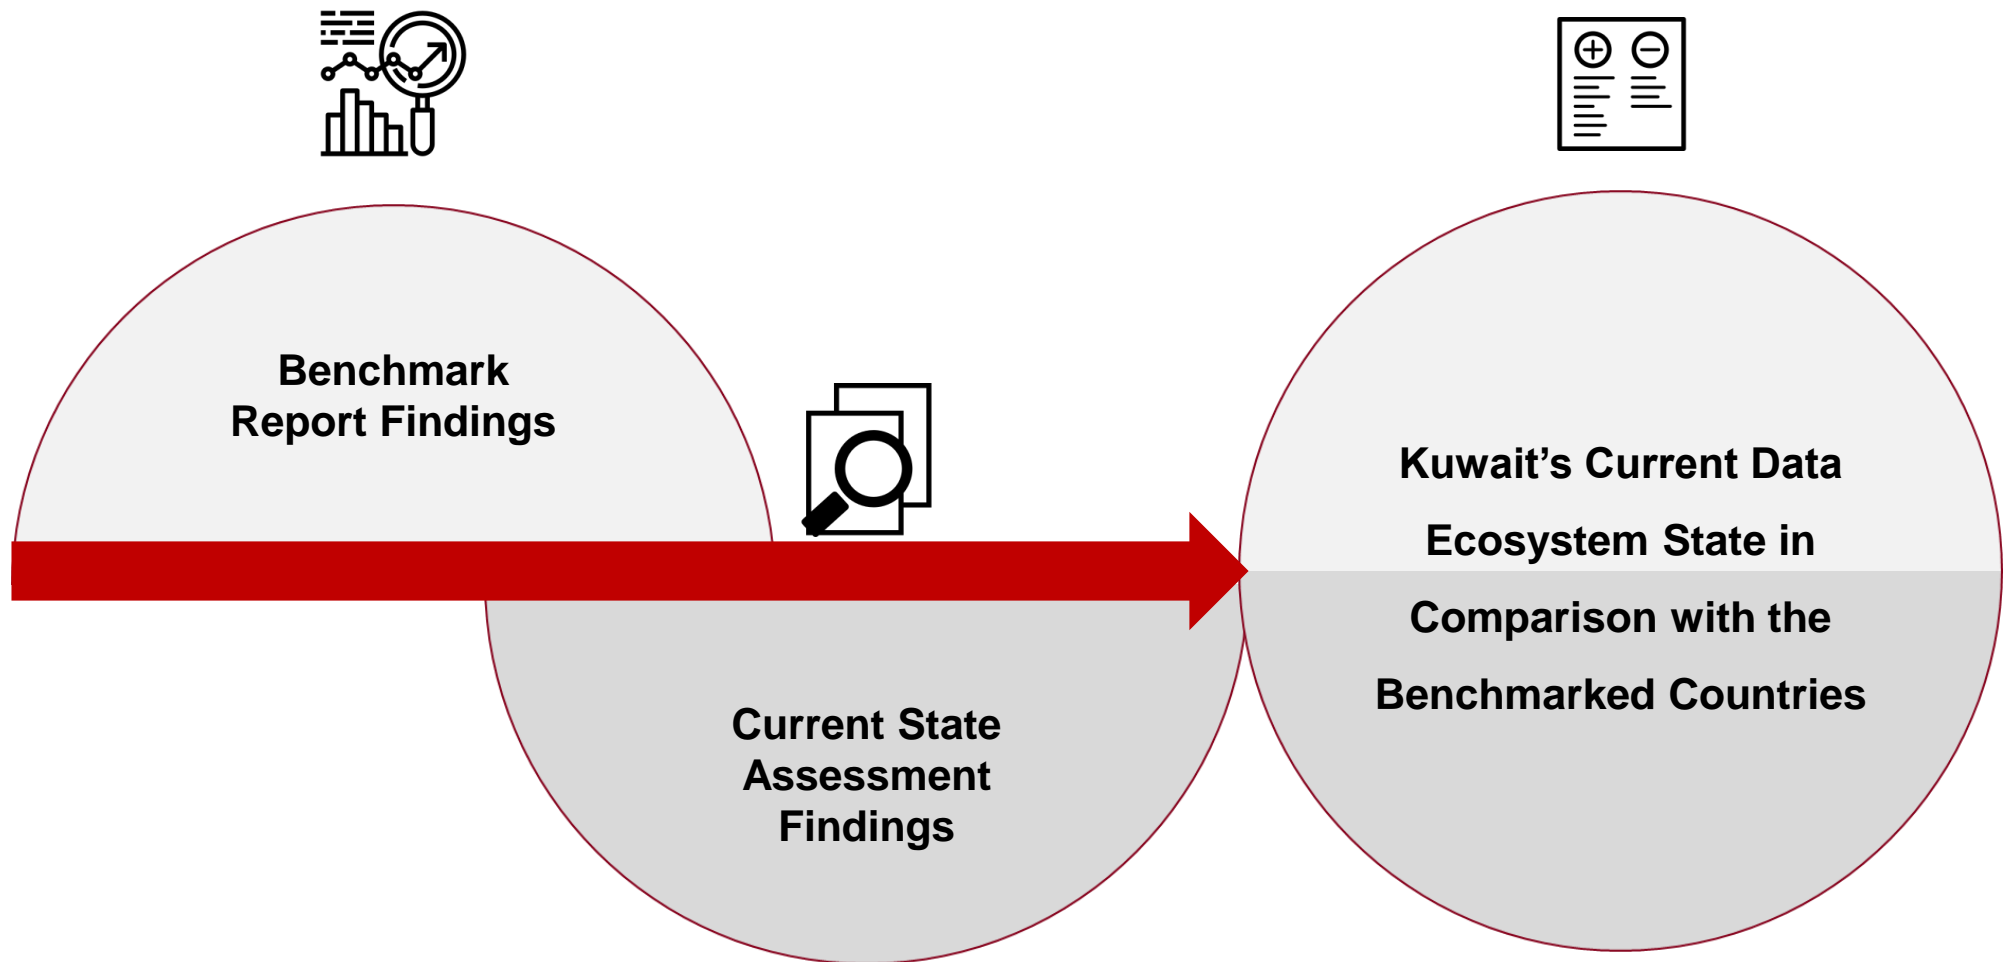 Benchmark
Report Findings
Current State
Assessment
Findings
Kuwait’s Current Data
Ecosystem State in
Comparison with the
Benchmarked Countries